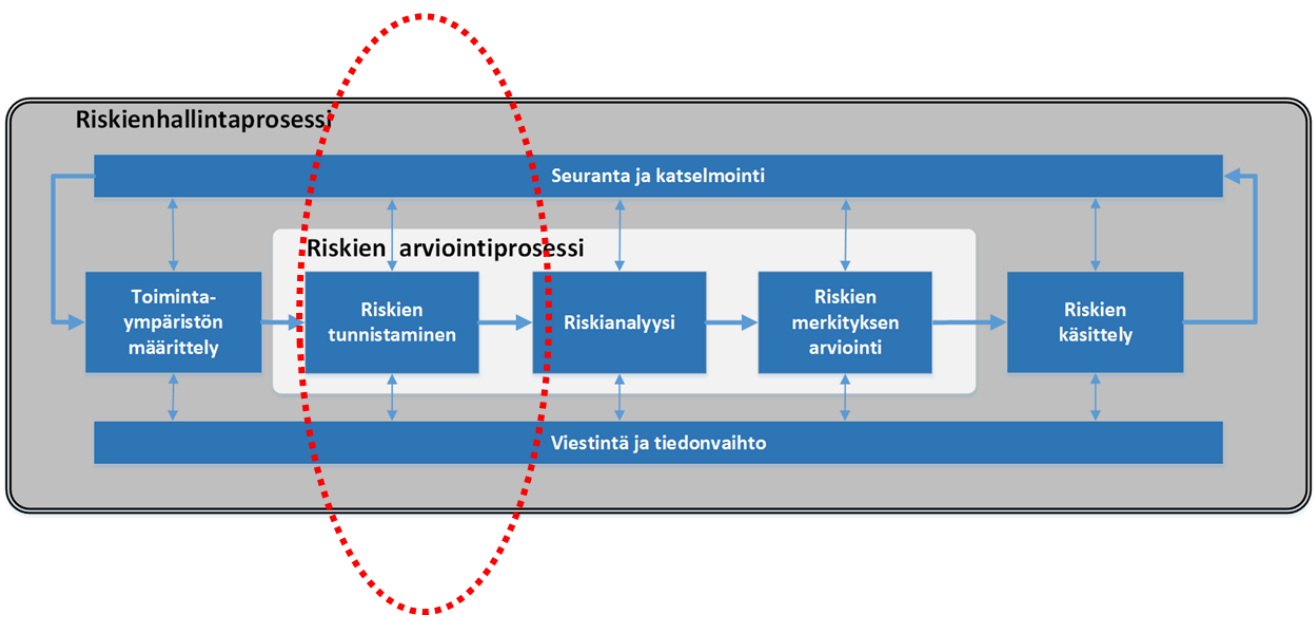 Riskienhallintaprosessi
Seuranta ja katselmointi
Riskien arviointiprosessi
Toiminta-
ympäristön
määrittely
Riskien
tunnistaminen
Riskianalyysi
Riskien
merkityksen
arviointi
Riskien
käsittely
Viestintä ja tiedonvaihto